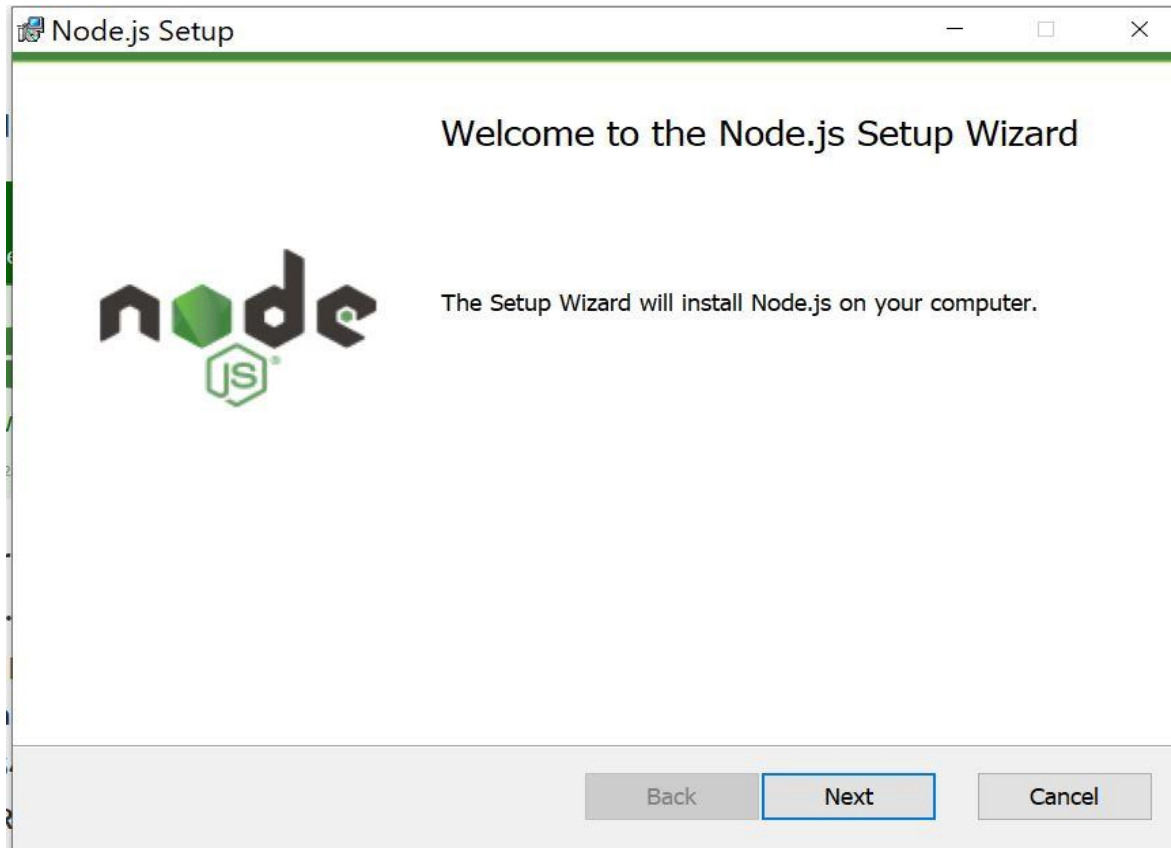 Node.js Setup
Welcome to the Node.js Setup Wizard
node
JS®
The Setup Wizard will install Node.js on your computer.
Back
Next
Cancel